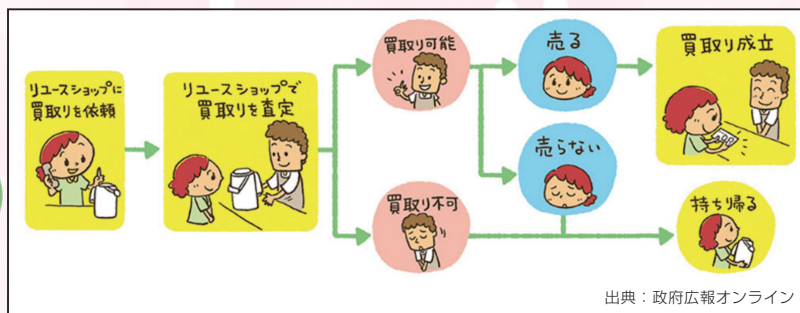 リユースショップに
買取りを依頼
リユースショップで
買取りを査定
買取り可能
売る
買取り成立
売らない
買取り不可
持ち帰る
出典：政府広報オンライン